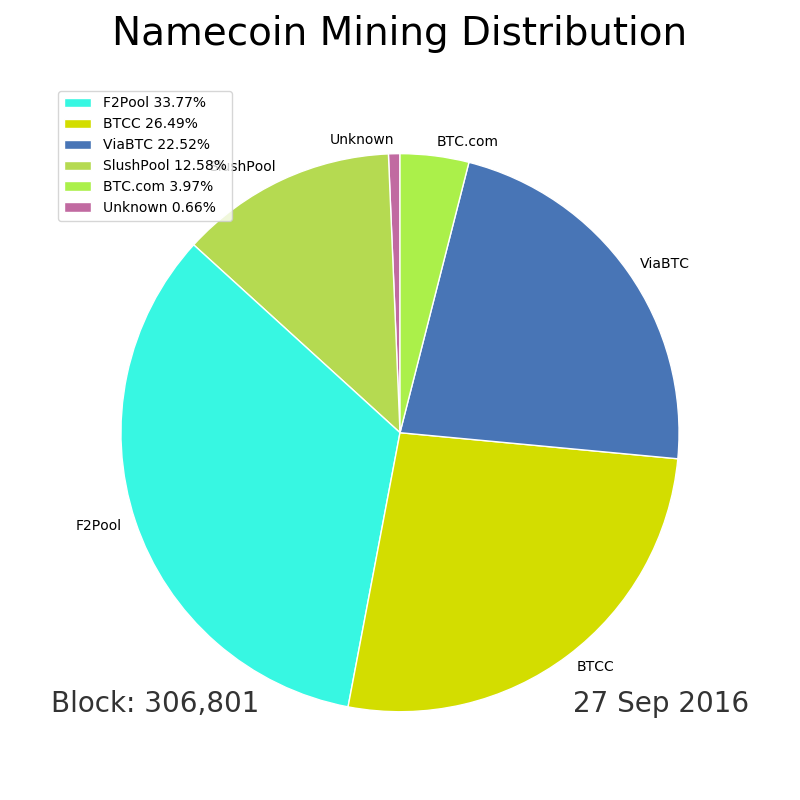 Namecoin Mining Distribution
F2Pool 33.77%
BTCC 26.49%
ViaBTC 22.52%
SlushPool 12.58%
BTC.com 3.97%
Unknown 0.66%
Unknown
BTC.com
SlushPool
ViaBTC
F2Pool
BTCC
Block: 306,801
27 Sep 2016